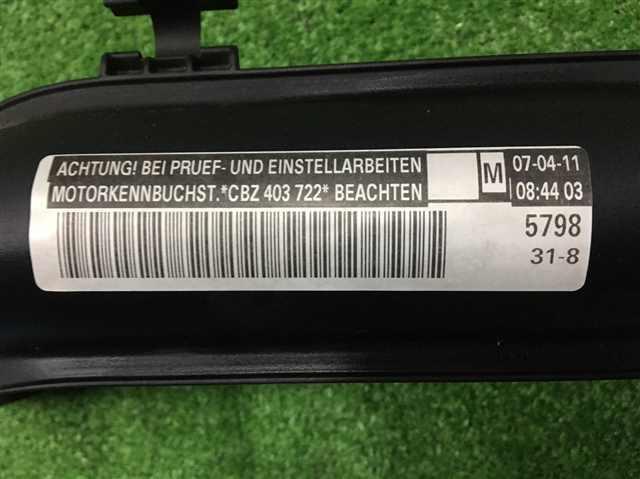 ACHTUNG! BEI PRUEF- UND EINSTELLARBEITEN M 07-04-11
MOTORKENNBUCHST.*CBZ 403 722* BEACHTEN 08:44 03
5798
31-8